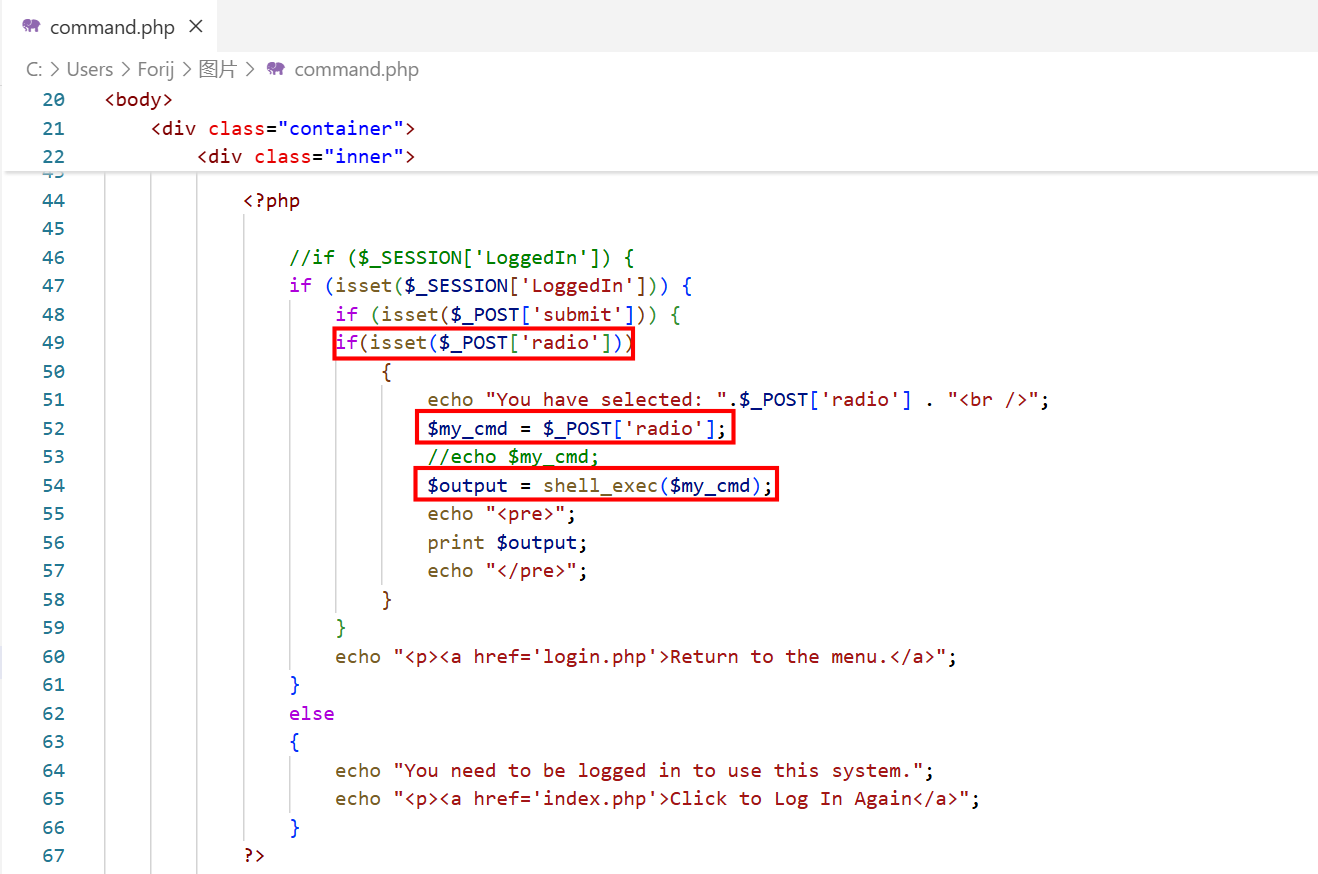 command.php ×
C: > Users > Forij > 图片 > command.php
20 <body>
21 <div class="container">
22 <div class="inner">
44 <?php
45
46 //if ($_SESSION['LoggedIn']) {
47 if (isset($_SESSION['LoggedIn'])) {
48 if (isset($_POST['submit'])) {
49 if(isset($_POST['radio']))
50 {
51 echo "You have selected: ".$_POST['radio'] . "<br />";
52 $my_cmd = $_POST['radio'];
53 //echo $my_cmd;
54 $output = shell_exec($my_cmd);
55 echo "<pre>";
56 print $output;
57 echo "</pre>";
58 }
59 }
60 echo "<p><a href='login.php'>Return to the menu.</a>";
61 }
62 else
63 {
64 echo "You need to be logged in to use this system.";
65 echo "<p><a href='index.php'>Click to Log In Again</a>";
66 }
67 ?>